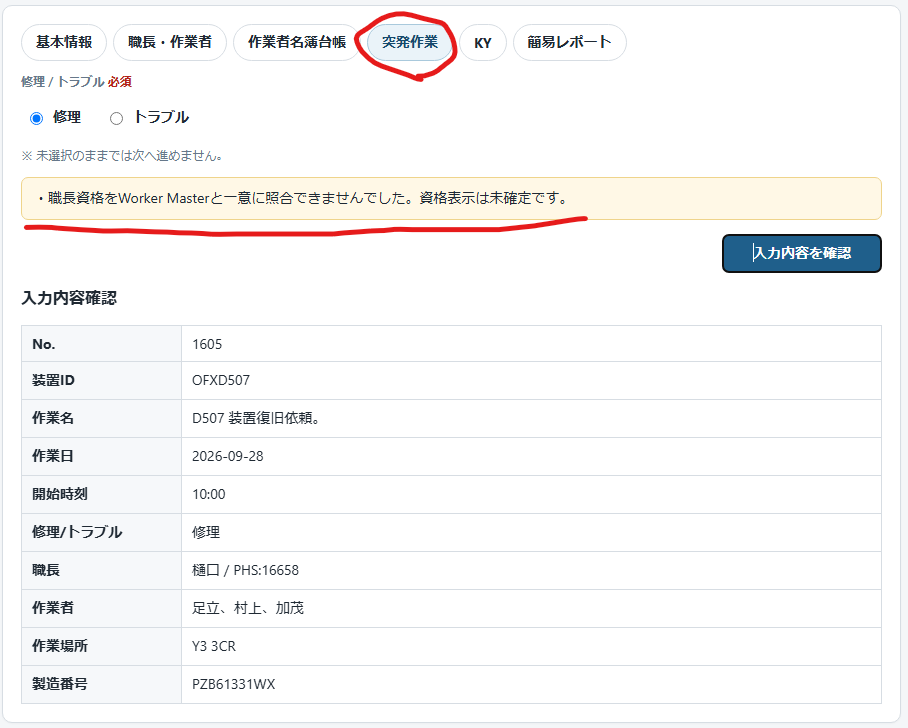 基本情報 職長・作業者 作業者名簿台帳 突発作業 KY 簡易レポート
修理 / トラブル 必須
修理 トラブル
※ 未選択のままでは次へ進めません。
・職長資格をWorker Masterと一意に照合できませんでした。資格表示は未確定です。
入力内容を確認
入力内容確認
No. 1605
装置ID OFXD507
作業名 D507 装置復旧依頼。
作業日 2026-09-28
開始時刻 10:00
修理/トラブル 修理
職長 樋口 / PHS:16658
作業者 足立、村上、加茂
作業場所 Y3 3CR
製造番号 PZB61331WX